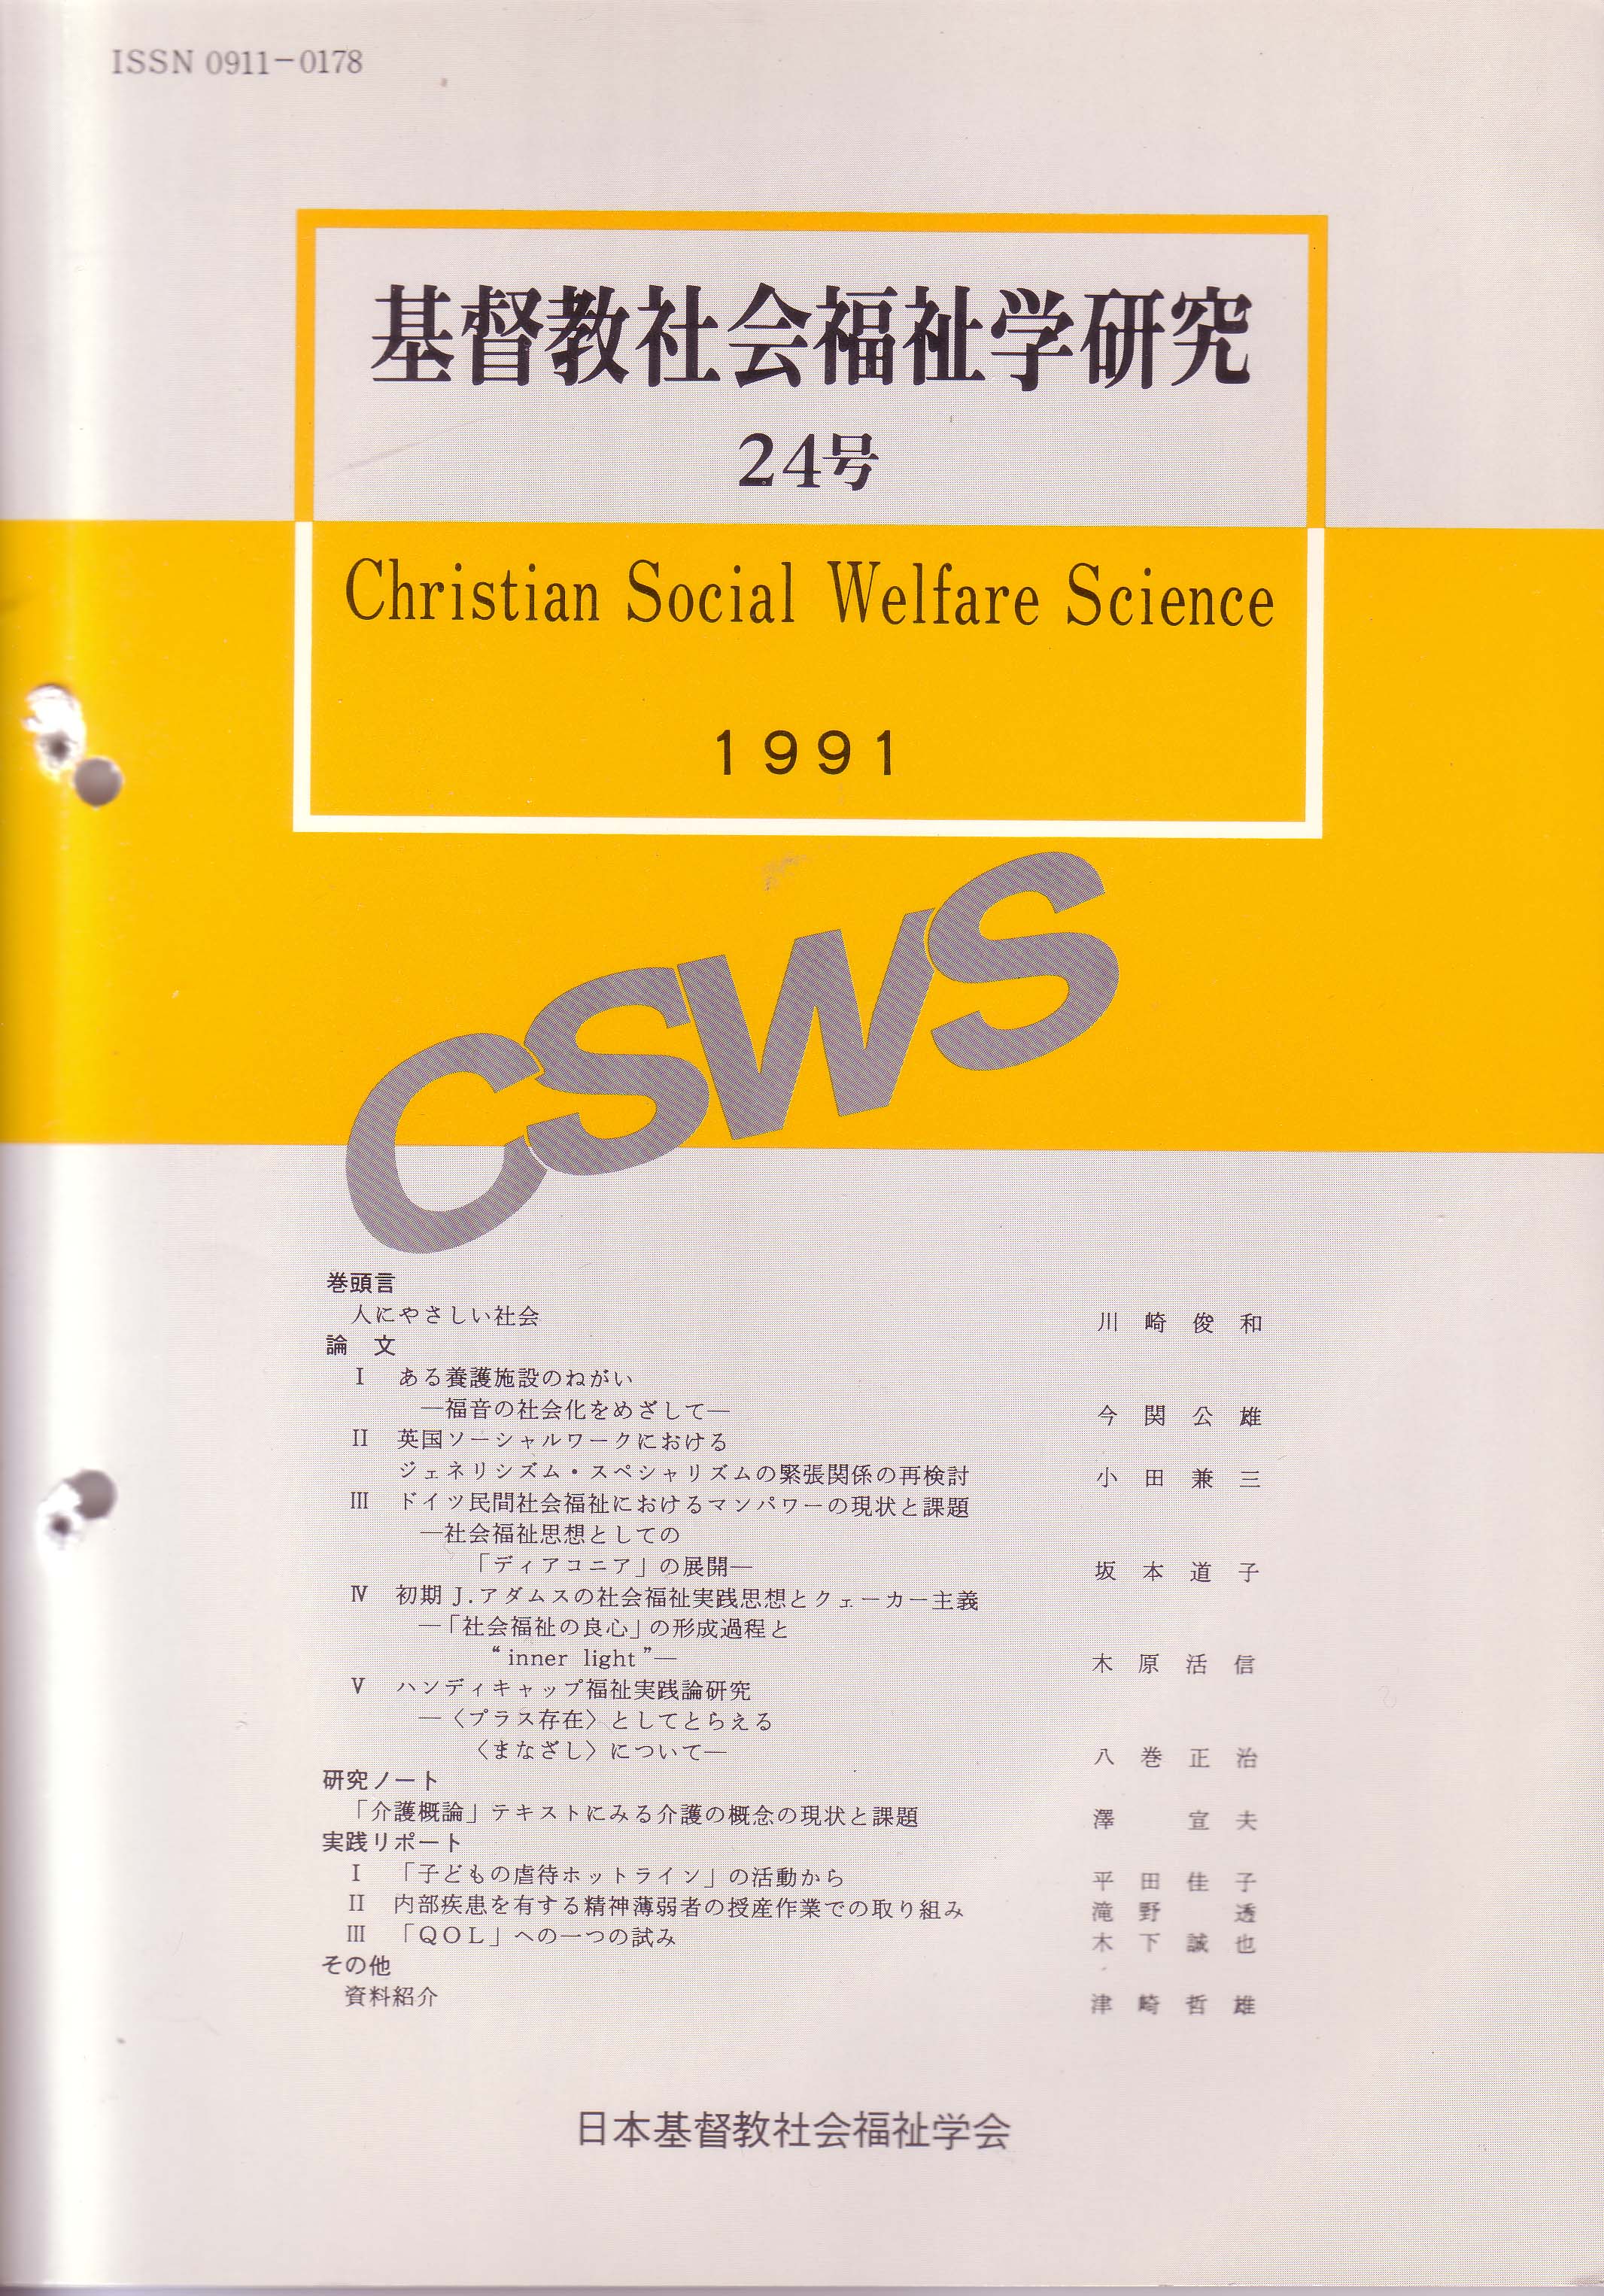 ISSN 0911-0178
基督教社会福祉学研究
24号
Christian Social Welfare Science
1991
CSWS
巻頭言
人にやさしい社会 川崎俊和
論 文
Ⅰ ある養護施設のねがい
―福音の社会化をめざして― 今関公雄
Ⅱ 英国ソーシャルワークにおける
ジェネリシズム・スペシャリズムの緊張関係の再検討 小田兼三
Ⅲ ドイツ民間社会福祉におけるマンパワーの現状と課題
―社会福祉思想としての
「ディアコニア」の展開― 坂本道子
Ⅳ 初期J.アダムスの社会福祉実践思想とクェーカー主義
―「社会福祉の良心」の形成過程と
“inner light”― 木原活信
Ⅴ ハンディキャップ福祉実践論研究
―〈プラス存在〉としてとらえる
〈まなざし〉について― 八巻正治
研究ノート
「介護概論」テキストにみる介護の概念の現状と課題 澤 宣夫
実践リポート
Ⅰ 「子どもの虐待ホットライン」の活動から 平田佳子
Ⅱ 内部疾患を有する精神薄弱者の授産作業での取り組み 滝野 透
Ⅲ 「QOL」への一つの試み 木下誠也
その他
資料紹介 津崎哲雄
日本基督教社会福祉学会